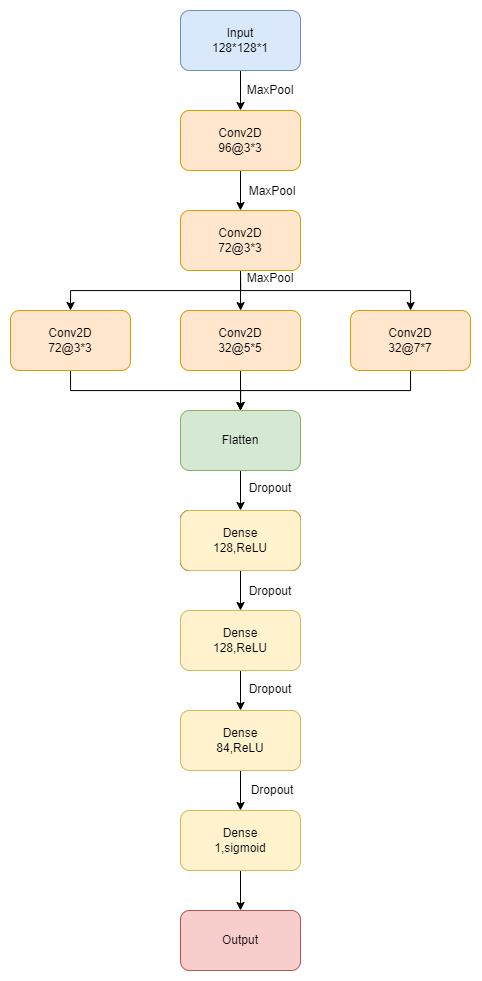 Input
128*128*1
MaxPool
Conv2D
96@3*3
MaxPool
Conv2D
72@3*3
MaxPool
Conv2D
72@3*3
Conv2D
32@5*5
Conv2D
32@7*7
Flatten
Dropout
Dense
128,ReLU
Dropout
Dense
128,ReLU
Dropout
Dense
84,ReLU
Dropout
Dense
1,sigmoid
Output